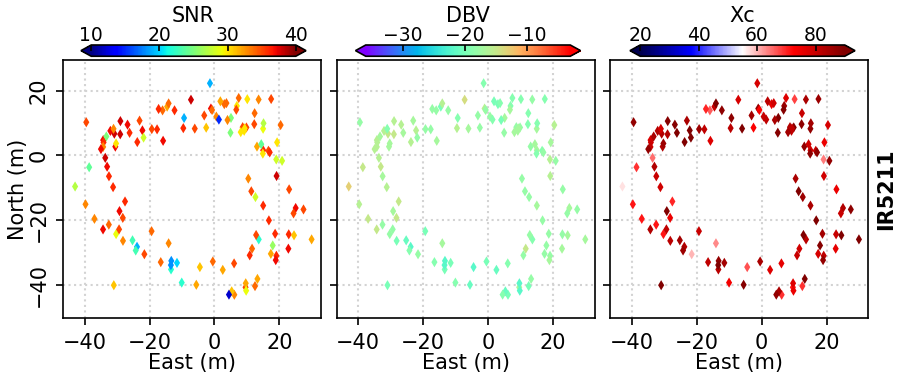 SNR DBV Xc
10 20 30 40 −30 −20 −10 20 40 60 80
20
0
−20
−40
North (m)
−40 −20 0 20 −40 −20 0 20 −40 −20 0 20
East (m) East (m) East (m)
IR5211